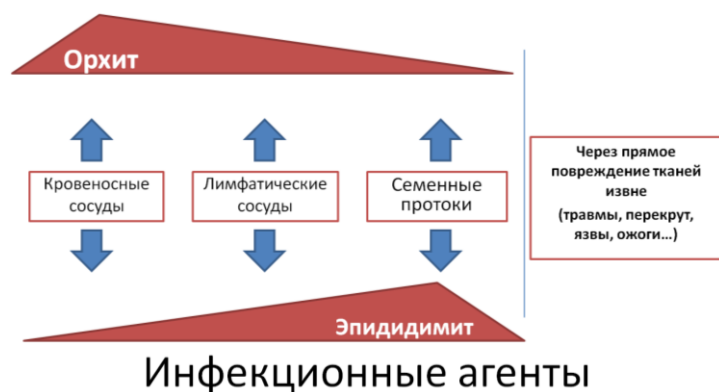 Орхит
Кровеносные
сосуды
Лимфатические
сосуды
Семенные
протоки
Через прямое
повреждение тканей
извне
(травмы, перекрут,
язвы, ожоги...)
Эпидидимит
Инфекционные агенты